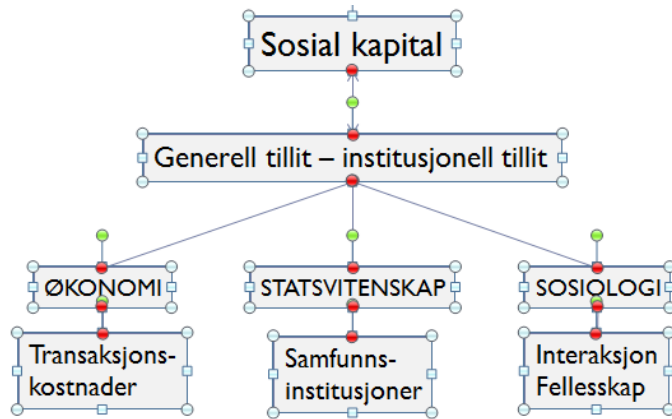 Sosial kapital
Generell tillit – institusjonell tillit
ØKONOMI
STATSVITENSKAP
SOSIOLOGI
Transaksjons-
kostnader
Samfunns-
institusjoner
Interaksjon
Fellesskap